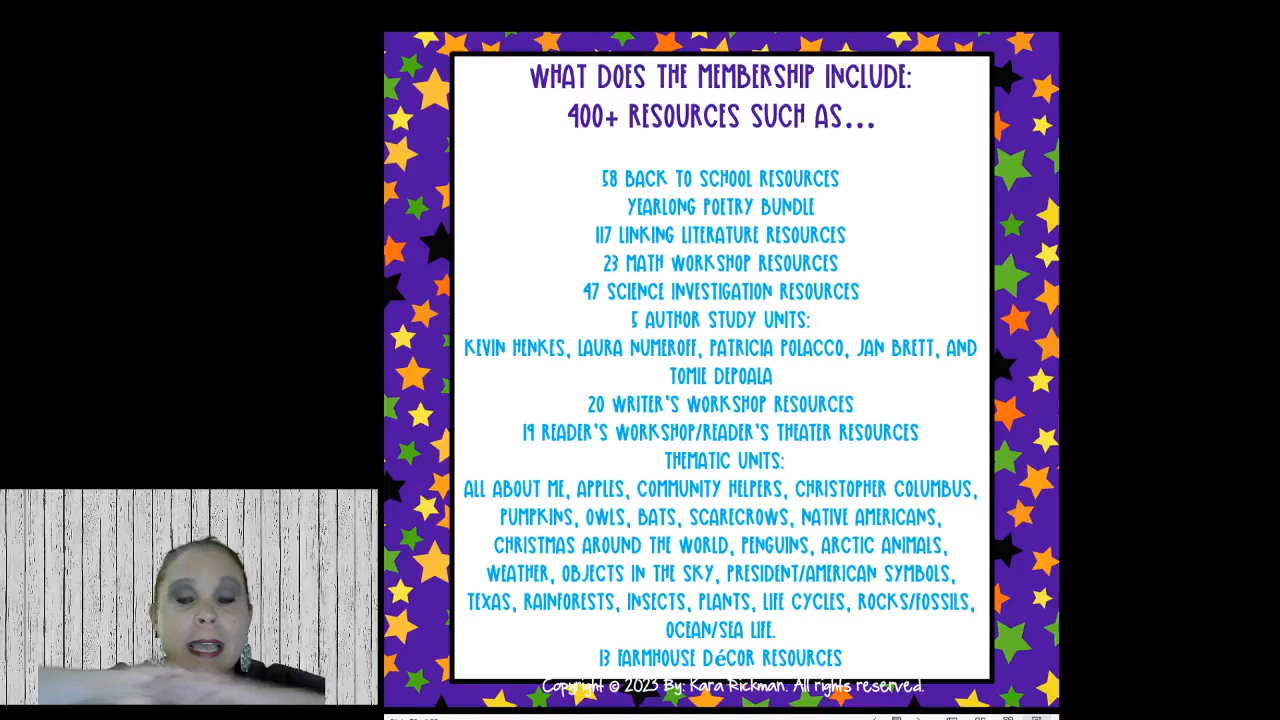 WHAT DOES THE MEMBERSHIP INCLUDE:
400+ RESOURCES SUCH AS...
58 BACK TO SCHOOL RESOURCES
YEARLONG POETRY BUNDLE
117 LINKING LITERATURE RESOURCES
23 MATH WORKSHOP RESOURCES
47 SCIENCE INVESTIGATION RESOURCES
5 AUTHOR STUDY UNITS:
KEVIN HENKES, LAURA NUMEROFF, PATRICIA POLACCO, JAN BRETT, AND
TOMIE DEPOALA
20 WRITER'S WORKSHOP RESOURCES
19 READER'S WORKSHOP/READER'S THEATER RESOURCES
THEMATIC UNITS:
ALL ABOUT ME, APPLES, COMMUNITY HELPERS, CHRISTOPHER COLUMBUS,
PUMPKINS, OWLS, BATS, SCARECROWS, NATIVE AMERICANS,
CHRISTMAS AROUND THE WORLD, PENGUINS, ARCTIC ANIMALS,
WEATHER, OBJECTS IN THE SKY, PRESIDENT/AMERICAN SYMBOLS,
TEXAS, RAINFORESTS, INSECTS, PLANTS, LIFE CYCLES, ROCKS/FOSSILS,
OCEAN/SEA LIFE.
13 FARMHOUSE DéCOR RESOURCES
Copyright © 2023 By: Kara Rickman. All rights reserved.